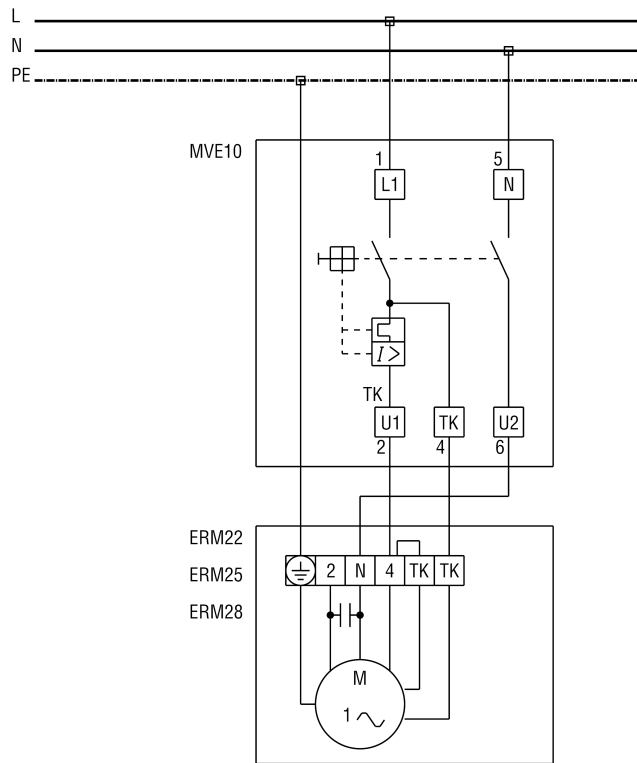 L
N
PE
MVE10
1 5
L1 N
I>
TK
U1 TK U2
2 4 6
ERM22
ERM25
ERM28
2 N 4 TK TK
M
1